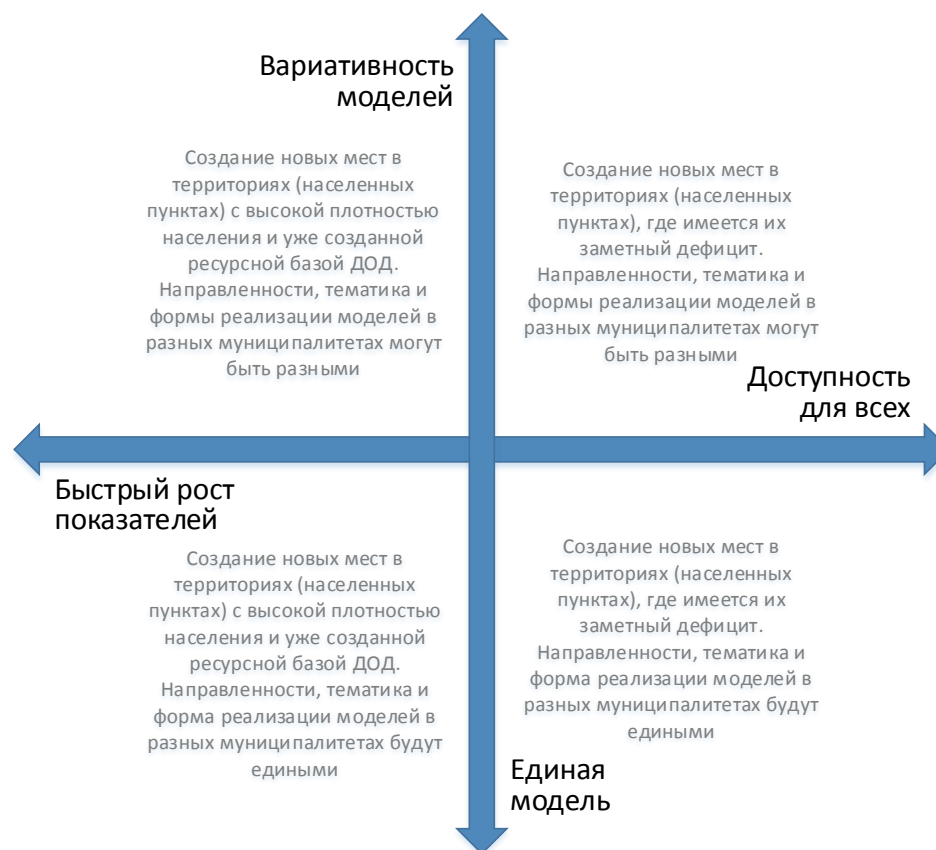 Вариативность
моделей
Создание новых мест в
территориях (населенных
пунктах) с высокой плотностью
населения и уже созданной
ресурсной базой ДОД.
Направленности, тематика и
формы реализации моделей в
разных муниципалитетах могут
быть разными
Создание новых мест в
территориях (населенных
пунктах), где имеется их
заметный дефицит.
Направленности, тематика и
формы реализации моделей в
разных муниципалитетах могут
быть разными
Доступность
для всех
Быстрый рост
показателей
Создание новых мест в
территориях (населенных
пунктах) с высокой плотностью
населения и уже созданной
ресурсной базой ДОД.
Направленности, тематика и
форма реализации моделей в
разных муниципалитетах будут
едиными
Создание новых мест в
территориях (населенных
пунктах), где имеется их
заметный дефицит.
Направленности, тематика и
форма реализации моделей в
разных муниципалитетах будут
едиными
Единая
модель